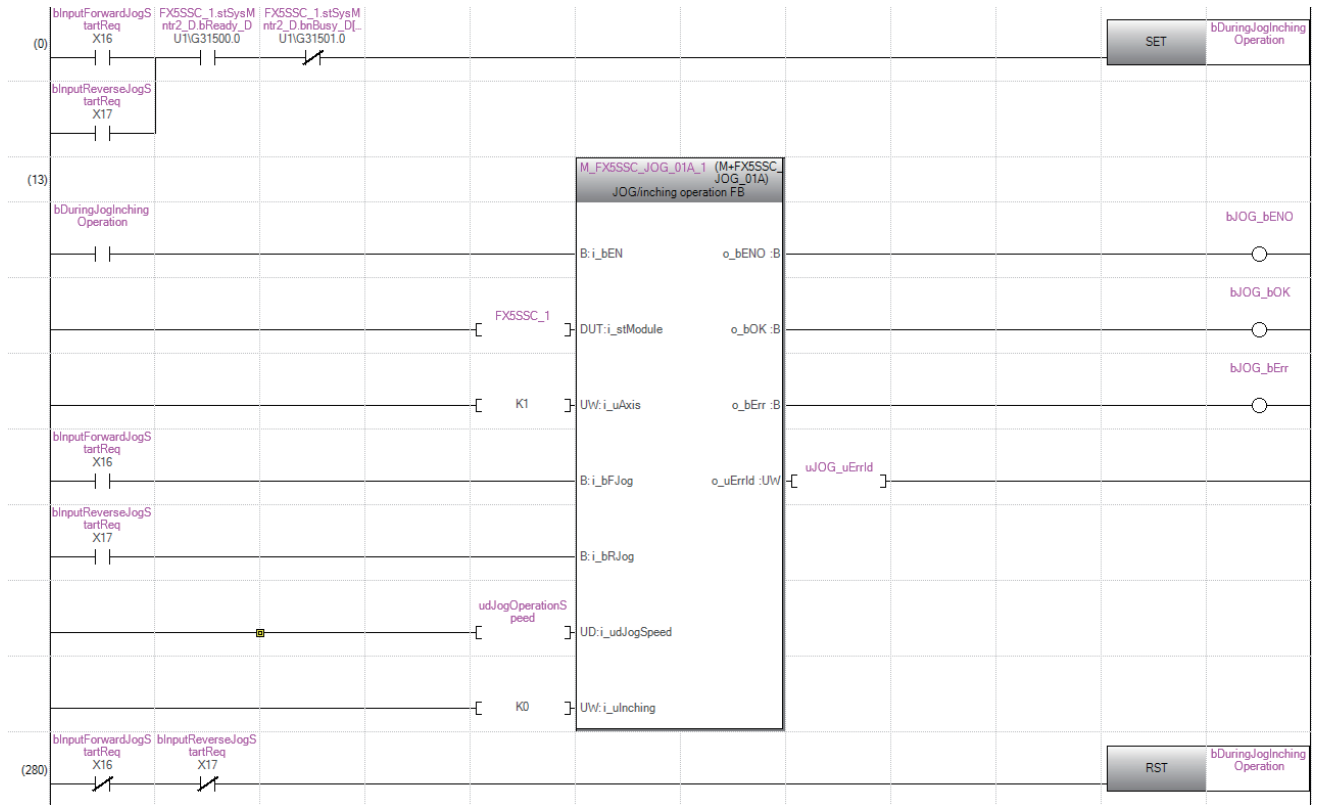 bInputForwardJogS
tartReq
X16
FX5SSC_1.stSysM
ntr2_D.bReady_D
U1\G31500.0
FX5SSC_1.stSysM
ntr2_D.bnBusy_D[...
U1\G31501.0
(0)
SET
bDuringJogInching
Operation
bInputReverseJogS
tartReq
X17
(13)
M_FX5SSC_JOG_01A_1 (M+FX5SSC_
JOG_01A)
JOG/inching operation FB
bDuringJogInching
Operation
B:i_bEN
o_bENO :B
bJOG_bENO
FX5SSC_1
DUT:i_stModule
o_bOK :B
bJOG_bOK
K1
UW:i_uAxis
o_bErr :B
bJOG_bErr
bInputForwardJogS
tartReq
X16
B:i_bFJog
o_uErrId :UW
uJOG_uErrId
bInputReverseJogS
tartReq
X17
B:i_bRJog
udJogOperationS
peed
UD:i_udJogSpeed
K0
UW:i_uInching
(280)
bInputForwardJogS
tartReq
X16
bInputReverseJogS
tartReq
X17
RST
bDuringJogInching
Operation